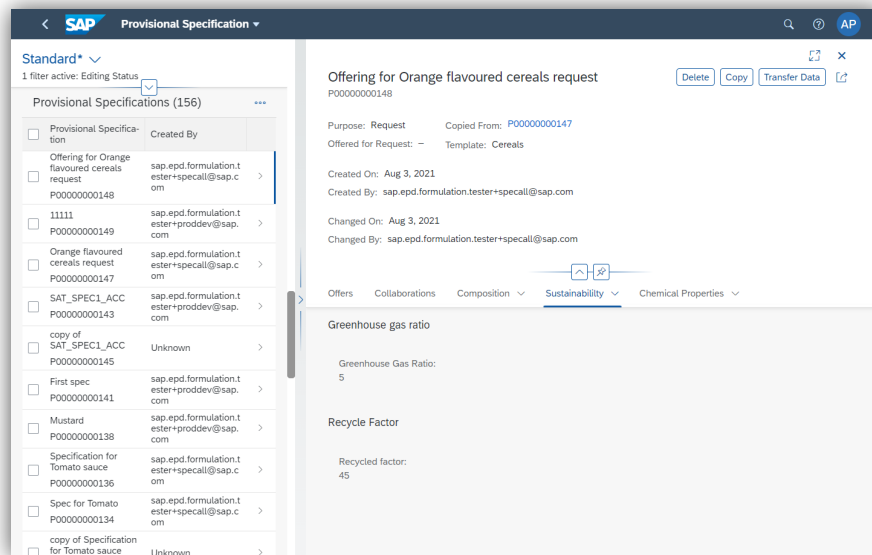 SAP
Provisional Specification
AP
Standard*
1 filter active: Editing Status
Provisional Specifications (156)
Provisional Specifica-
tion
Created By
Offering for Orange
flavoured cereals
request
P00000000148
sap.epd.formulation.t
ester+specall@sap.c
om
11111
P00000000149
sap.epd.formulation.t
ester+proddev@sap.
com
Orange flavoured
cereals request
P00000000147
sap.epd.formulation.t
ester+specall@sap.c
om
SAT_SPEC1_ACC
P00000000143
sap.epd.formulation.t
ester+proddev@sap.
com
copy of
SAT_SPEC1_ACC
P00000000145
Unknown
First spec
P00000000141
sap.epd.formulation.t
ester+proddev@sap.
com
Mustard
P00000000138
sap.epd.formulation.t
ester+proddev@sap.
com
Specification for
Tomato sauce
P00000000136
sap.epd.formulation.t
ester+specall@sap.c
om
Spec for Tomato
P00000000134
sap.epd.formulation.t
ester+specall@sap.c
om
copy of Specification
for Tomato sauce
Unknown
Offering for Orange flavoured cereals request
P00000000148
Delete
Copy
Transfer Data
Purpose: Request
Copied From: P00000000147
Offered for Request: –
Template: Cereals
Created On: Aug 3, 2021
Created By: sap.epd.formulation.tester+specall@sap.com
Changed On: Aug 3, 2021
Changed By: sap.epd.formulation.tester+specall@sap.com
Offers
Collaborations
Composition
Sustainabililty
Chemical Properties
Greenhouse gas ratio
Greenhouse Gas Ratio:
5
Recycle Factor
Recycled factor:
45